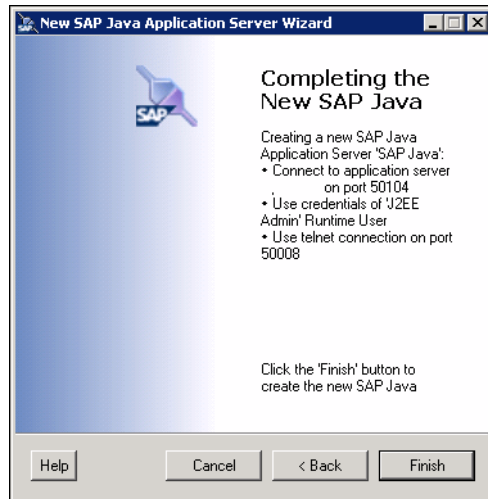 New SAP Java Application Server Wizard
SAP
SAP
Completing the
New SAP Java
Creating a new SAP Java
Application Server 'SAP Java':
• Connect to application server
, on port 50104
• Use credentials of 'J2EE
Admin' Runtime User
• Use telnet connection on port
50008
Click the 'Finish' button to
create the new SAP Java
Help Cancel < Back Finish